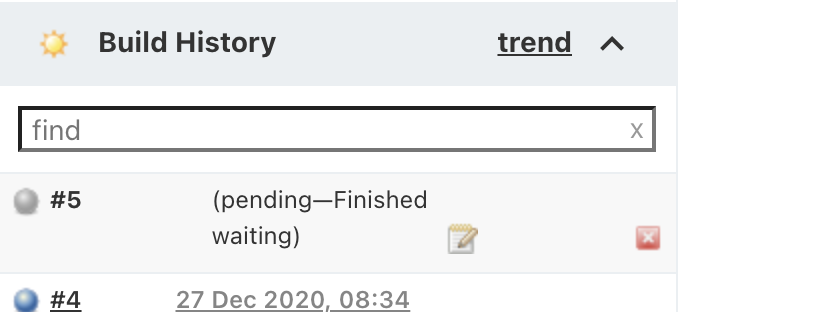 Build History
trend
find
x
#5
(pending—Finished
waiting)
#4
27 Dec 2020, 08:34